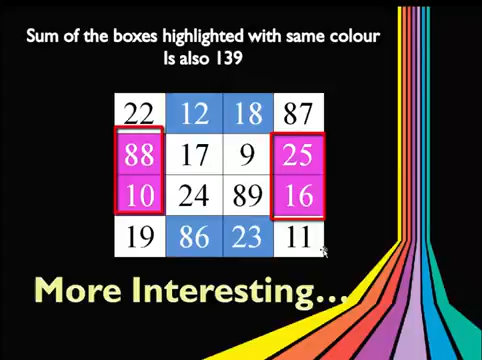 Sum of the boxes highlighted with same colour
Is also 139
22 12 18 87
88 17 9 25
10 24 89 16
19 86 23 11
More Interesting...